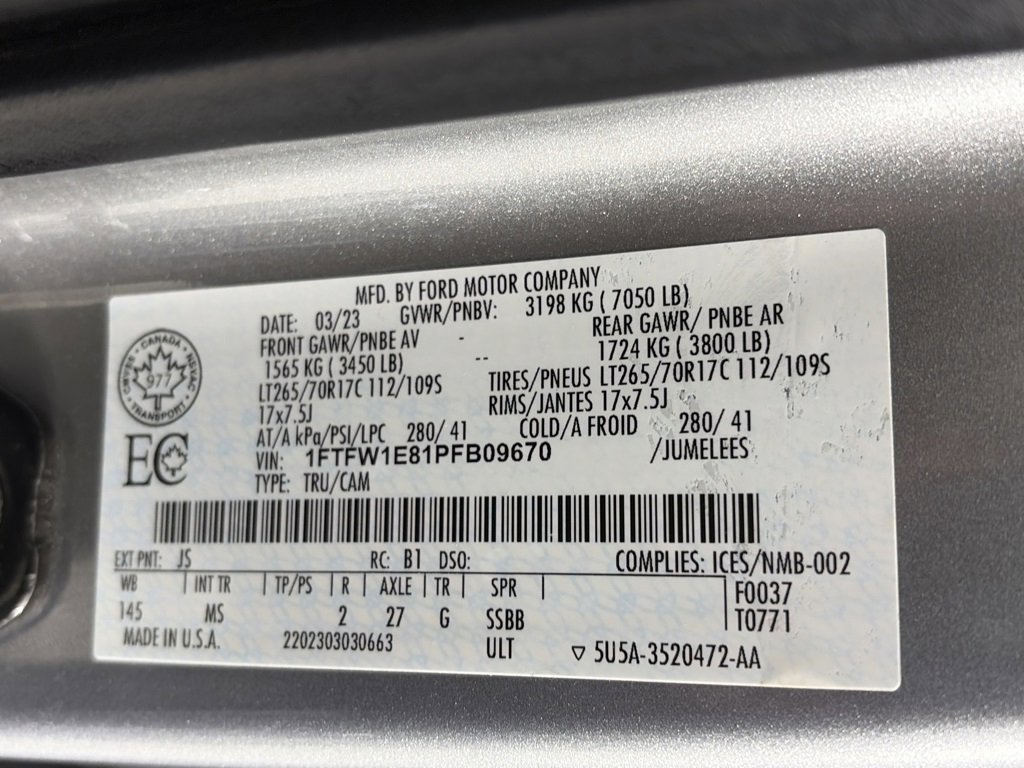 MFD. BY FORD MOTOR COMPANY
DATE: 03/23 GVWR/PNBV: 3198 KG ( 7050 LB)
FRONT GAWR/PNBE AV - REAR GAWR/ PNBE AR
1565 KG ( 3450 LB) -- 1724 KG ( 3800 LB)
LT265/70R17C 112/109S TIRES/PNEUS LT265/70R17C 112/109S
17x7.5J RIMS/JANTES 17x7.5J
AT/A kPa/PSI/LPC 280/ 41 COLD/A FROID 280/ 41
VIN: 1FTFW1E81PFB09670 /JUMELEES
TYPE: TRU/CAM
CANADA
977
TRANSPORT
EC
EXT PNT: JS RC: B1 DSO: COMPLIES: ICES/NMB-002
WB | INT TR | TP/PS | R | AXLE | TR | SPR | F0037
145 MS 2 27 G SSBB T0771
MADE IN U.S.A. 2202303030663 ULT ▽ 5U5A-3520472-AA